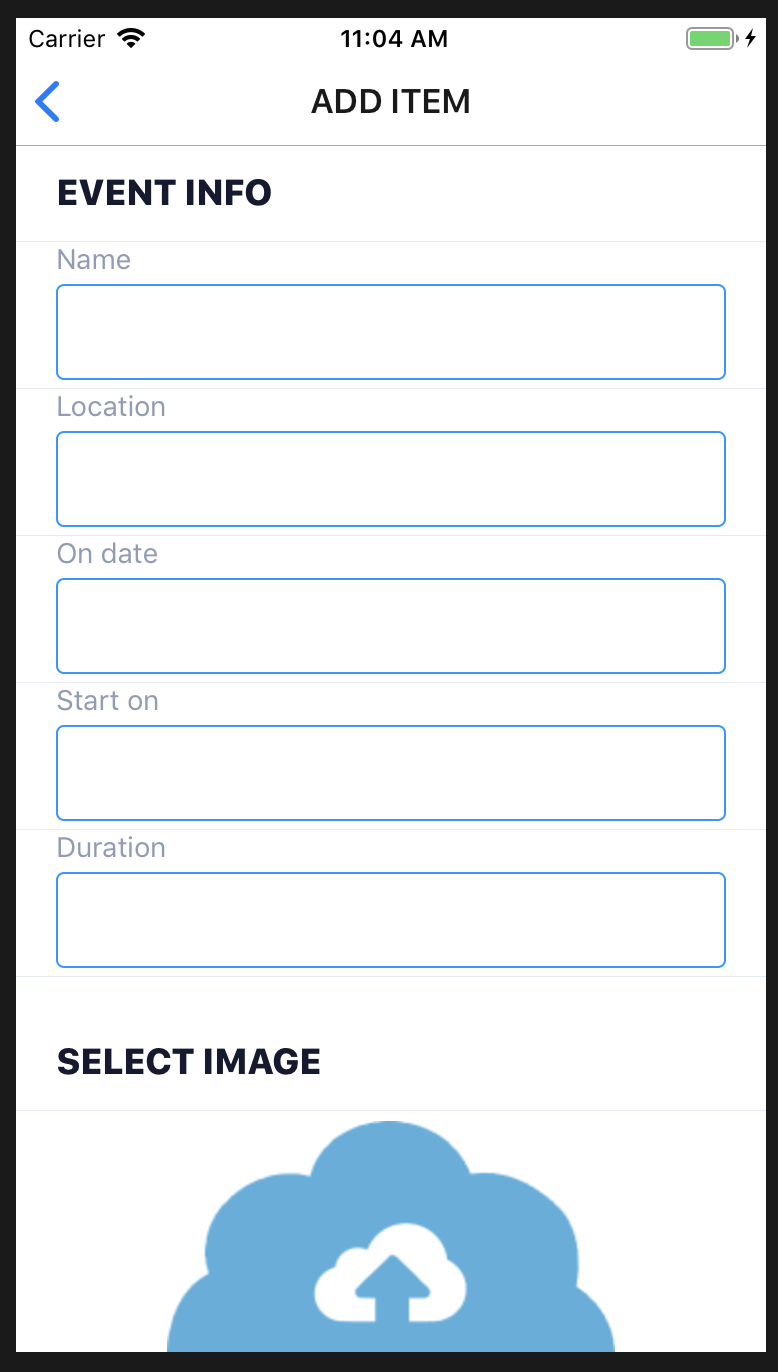 Carrier 11:04 AM
ADD ITEM
EVENT INFO
Name
Location
On date
Start on
Duration
SELECT IMAGE